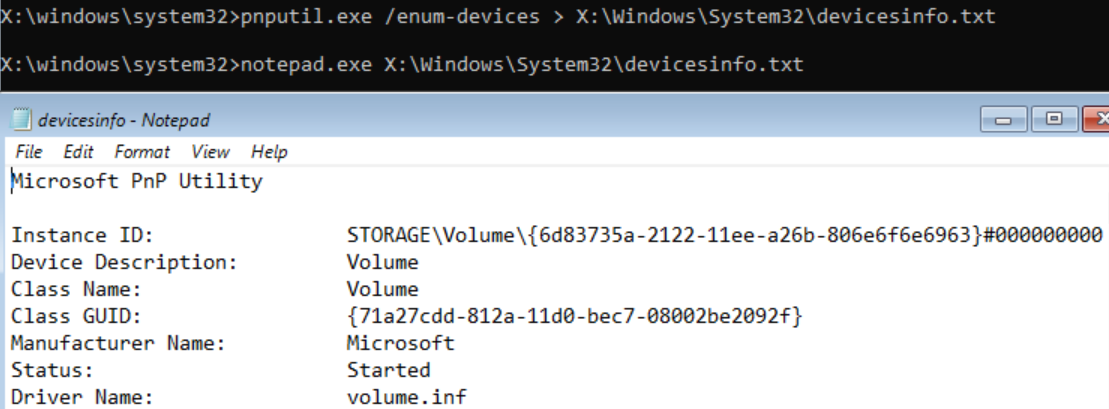 X:\windows\system32>pnputil.exe /enum-devices > X:\Windows\System32\devicesinfo.txt
X:\windows\system32>notepad.exe X:\Windows\System32\devicesinfo.txt
devicesinfo - Notepad
File Edit Format View Help
Microsoft PnP Utility
Instance ID: STORAGE\Volume\{6d83735a-2122-11ee-a26b-806e6f6e6963}#000000000
Device Description: Volume
Class Name: Volume
Class GUID: {71a27cdd-812a-11d0-bec7-08002be2092f}
Manufacturer Name: Microsoft
Status: Started
Driver Name: volume.inf